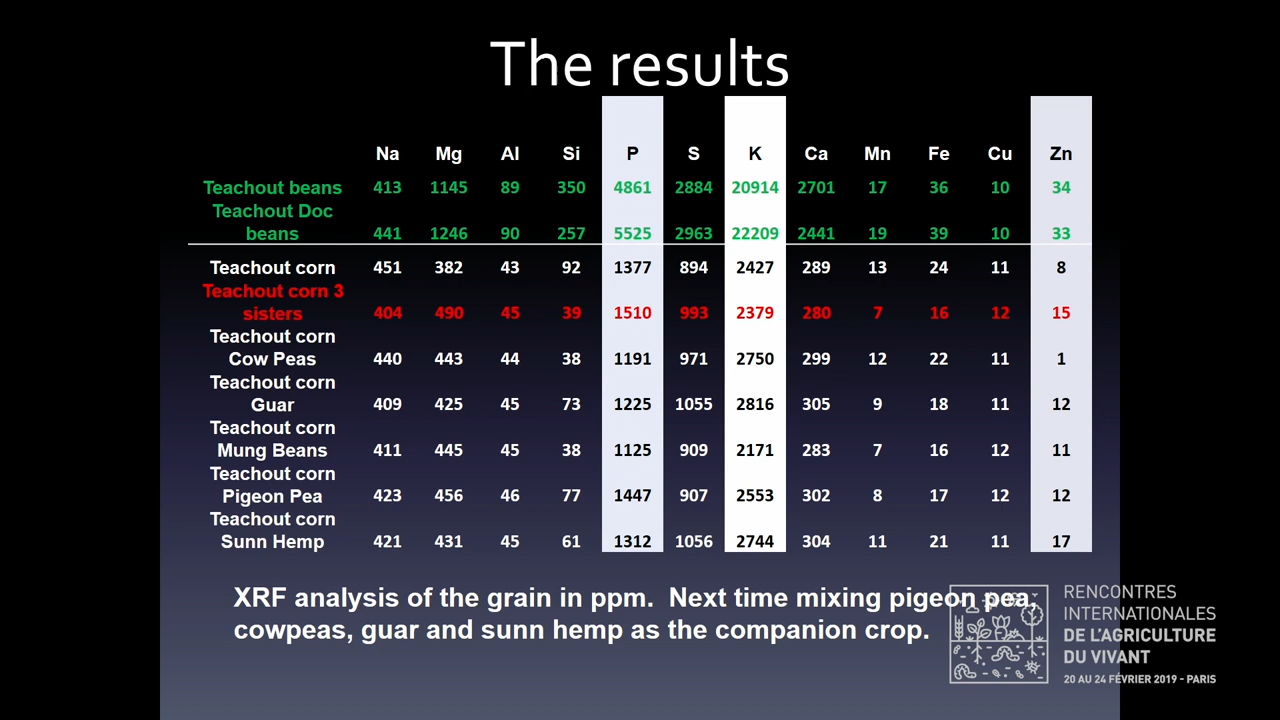 The results
Na Mg Al Si P S K Ca Mn Fe Cu Zn
Teachout beans 413 1145 89 350 4861 2884 20914 2701 17 36 10 34
Teachout Doc
beans 441 1246 90 257 5525 2963 22209 2441 19 39 10 33
Teachout corn 451 382 43 92 1377 894 2427 289 13 24 11 8
Teachout corn 3
sisters 404 490 45 39 1510 993 2379 280 7 16 12 15
Teachout corn
Cow Peas 440 443 44 38 1191 971 2750 299 12 22 11 1
Teachout corn
Guar 409 425 45 73 1225 1055 2816 305 9 18 11 12
Teachout corn
Mung Beans 411 445 45 38 1125 909 2171 283 7 16 12 11
Teachout corn
Pigeon Pea 423 456 46 77 1447 907 2553 302 8 17 12 12
Teachout corn
Sunn Hemp 421 431 45 61 1312 1056 2744 304 11 21 11 17
XRF analysis of the grain in ppm. Next time mixing pigeon pea,
cowpeas, guar and sunn hemp as the companion crop.
RENCONTRES
INTERNATIONALES
DE L'AGRICULTURE
DU VIVANT
20 AU 24 FÉVRIER 2019 - PARIS